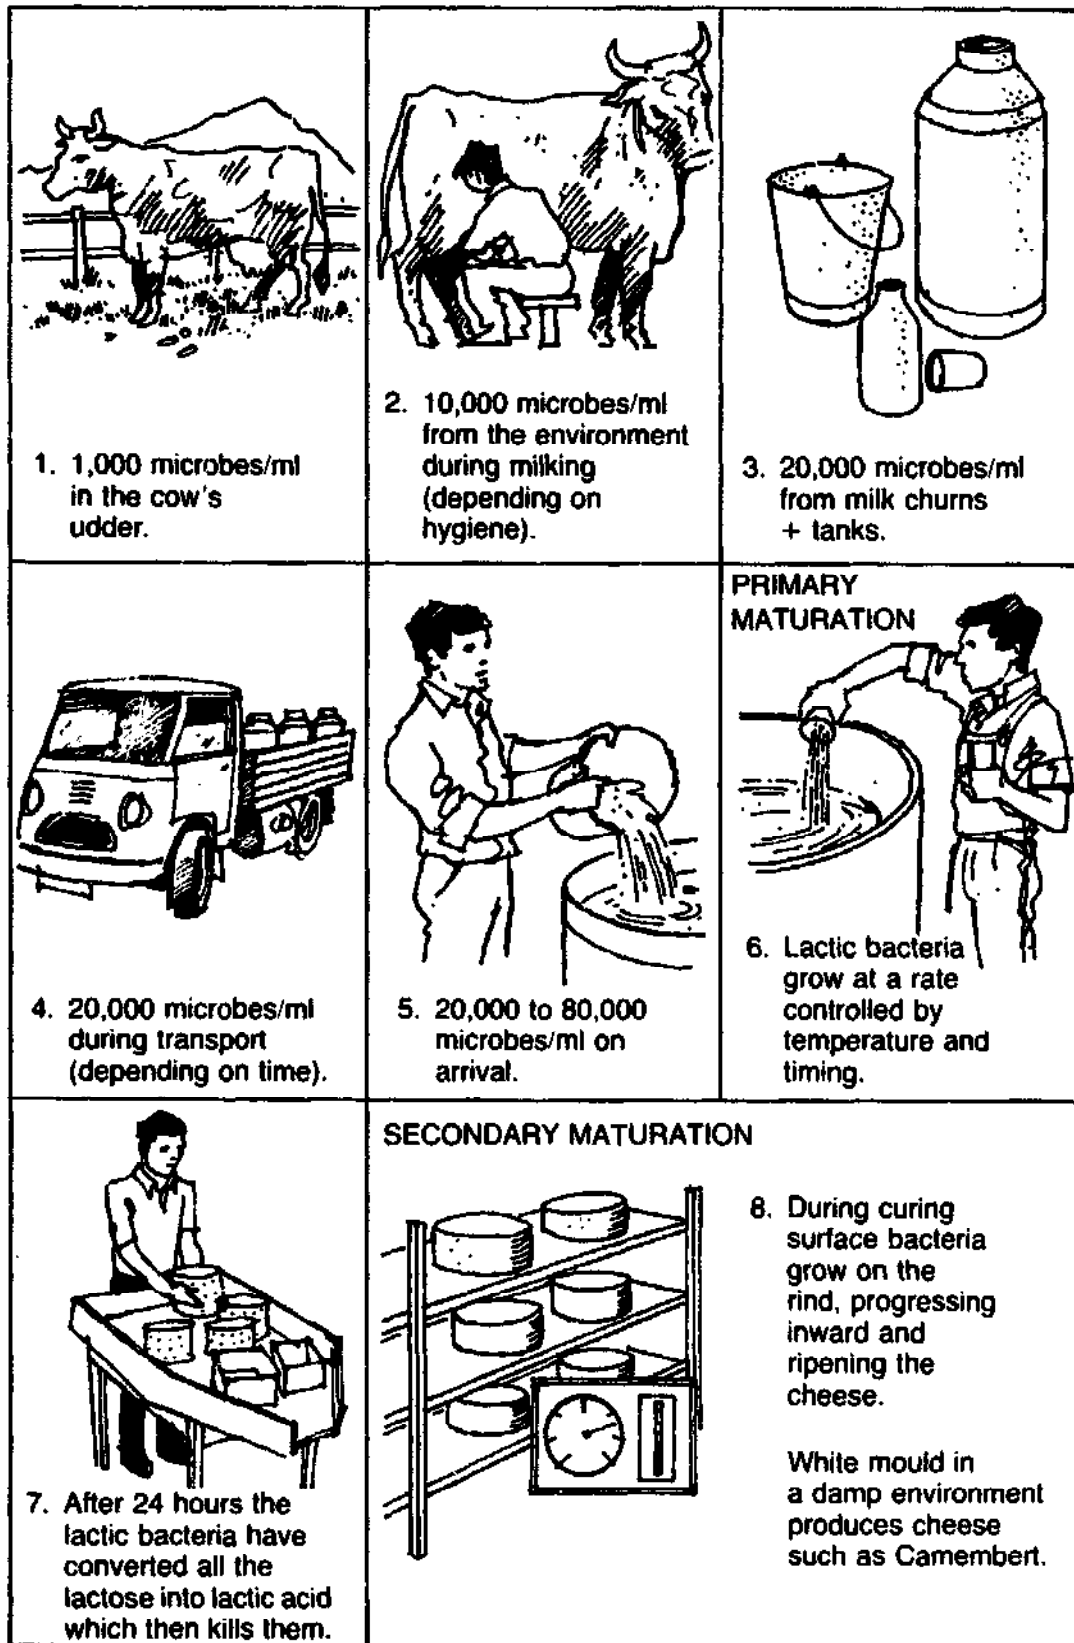 1. 1,000 microbes/ml
in the cow's
udder.
2. 10,000 microbes/ml
from the environment
during milking
(depending on
hygiene).
3. 20,000 microbes/ml
from milk churns
+ tanks.
4. 20,000 microbes/ml
during transport
(depending on time).
5. 20,000 to 80,000
microbes/ml on
arrival.
PRIMARY
MATURATION
6. Lactic bacteria
grow at a rate
controlled by
temperature and
timing.
7. After 24 hours the
lactic bacteria have
converted all the
lactose into lactic acid
which then kills them.
SECONDARY MATURATION
8. During curing
surface bacteria
grow on the
rind, progressing
inward and
ripening the
cheese.
White mould in
a damp environment
produces cheese
such as Camembert.